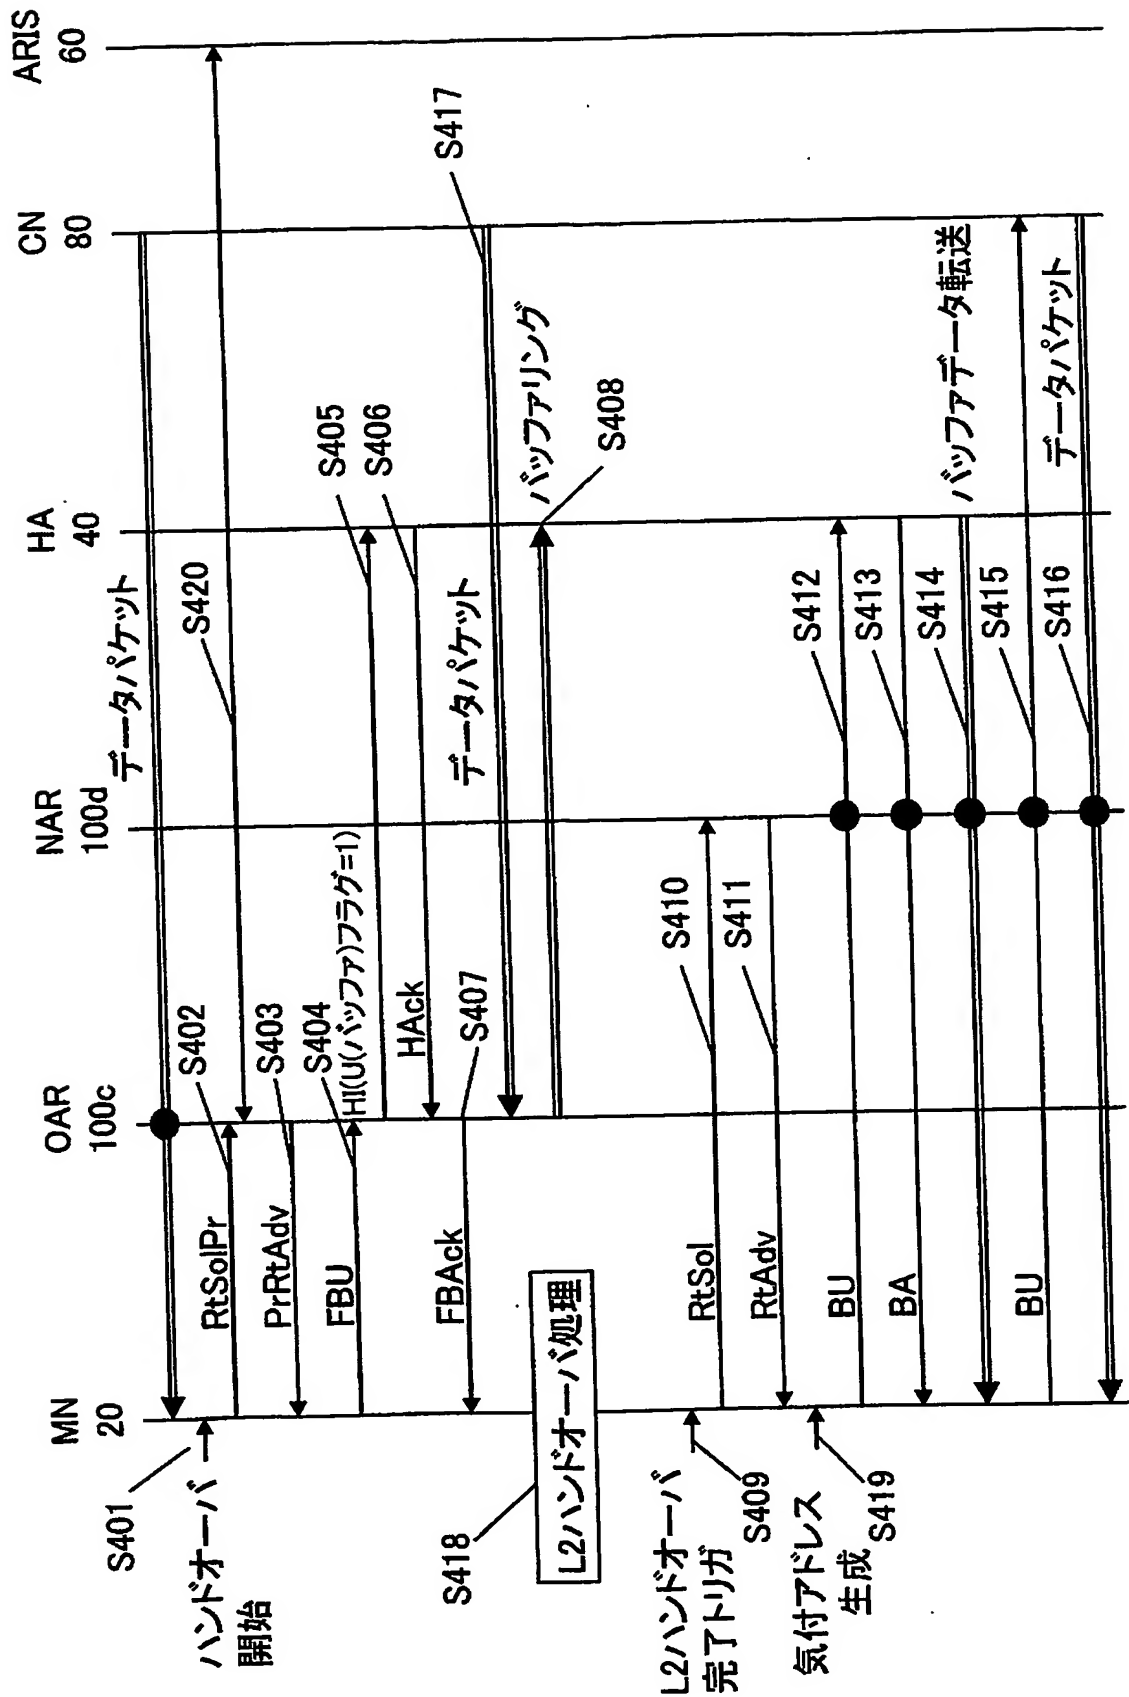 MN
20
OAR
100c
NAR
100d
HA
40
CN
80
ARIS
60
データパケット
S401
ハンドオーバ
開始
RtSolPr
S402
S420
PrRtAdv
S403
FBU
S404
HI(U(バッファ)フラグ=1)
S405
HAck
S406
FBAck
S407
データパケット
S417
バッファリング
S408
S418
L2ハンドオーバ処理
L2ハンドオーバ
完了トリガ
S409
RtSol
S410
RtAdv
S411
気付アドレス
生成
S419
BU
S412
BA
S413
S414
バッファデータ転送
BU
S415
データパケット
S416